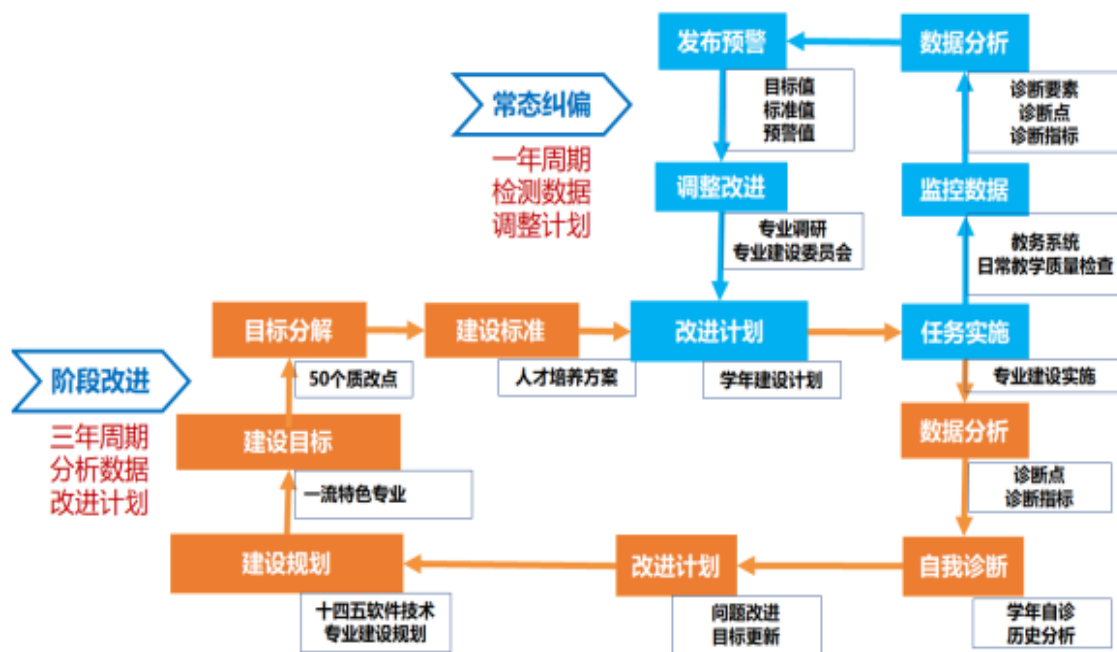 发布预警
数据分析
目标值
标准值
预警值
诊断要素
诊断点
诊断指标
常态纠偏
一年周期
检测数据
调整计划
调整改进
监控数据
专业调研
专业建设委员会
教务系统
日常教学质量检查
目标分解
建设标准
改进计划
任务实施
50个质改点
人才培养方案
学年建设计划
专业建设实施
阶段改进
三年周期
分析数据
改进计划
建设目标
数据分析
一流特色专业
诊断点
诊断指标
建设规划
改进计划
自我诊断
十四五软件技术
专业建设规划
问题改进
目标更新
学年自诊
历史分析